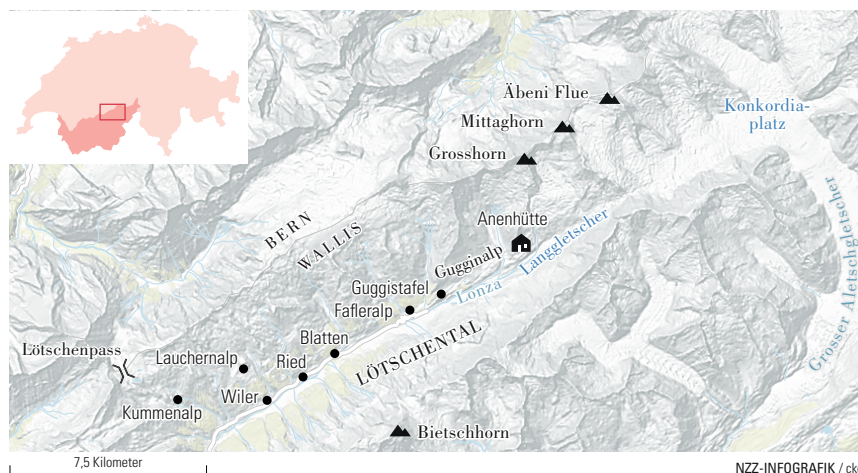 Äbeni Flue
Mittaghorn
Grosshorn
Konkordia-
platz
Anenhütte
BERN
WALLIS
Gugginalp
Langgletscher
Guggistafel
Lonza
Fafleralp
Grosser Aletschgletscher
Blatten
LÖTSCHENTAL
Lötschenpass
Lauchernalp
Ried
Wiler
Kummenalp
Bietschhorn
7,5 Kilometer
NZZ-INFOGRAFIK /